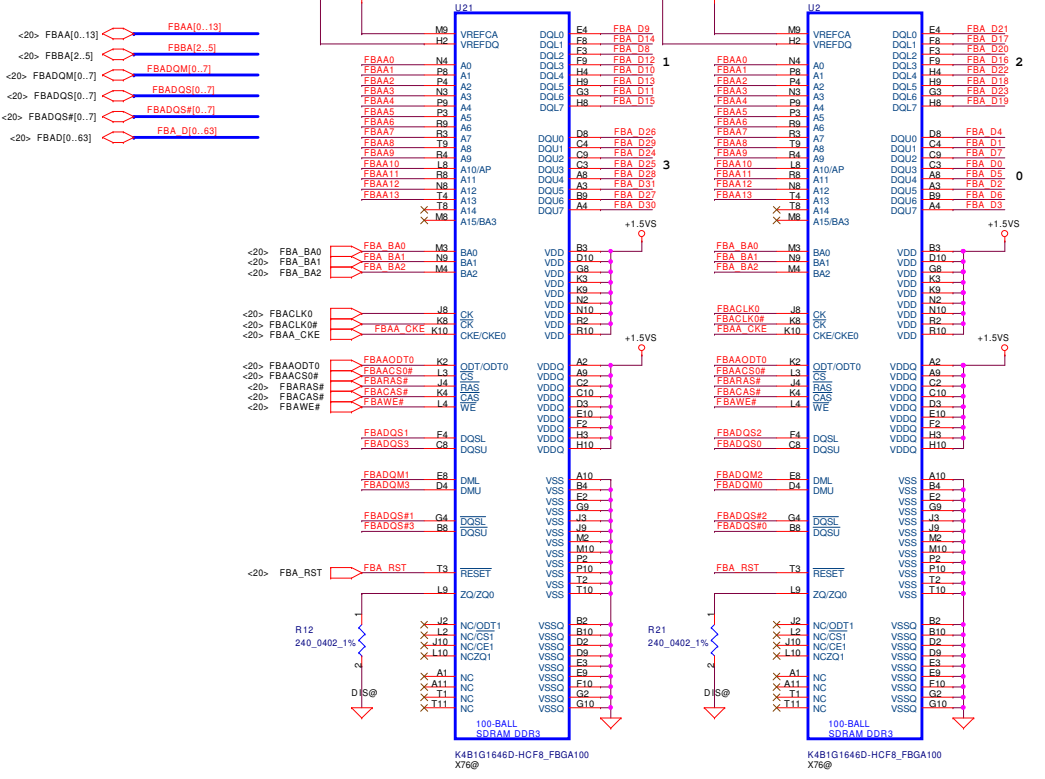 <20> FBAA[0..13] FBAA[0..13]
<20> FBBA[2..5] FBBA[2..5]
<20> FBADQM[0..7] FBADQM[0..7]
<20> FBADQS[0..7] FBADQS[0..7]
<20> FBADQS#[0..7] FBADQS#[0..7]
<20> FBAD[0..63] FBA_D[0..63]
U21
M9 VREFCA
H2 VREFDQ
FBAA0 N4 A0
FBAA1 P8 A1
FBAA2 P4 A2
FBAA3 N3 A3
FBAA4 P9 A4
FBAA5 P3 A5
FBAA6 R9 A6
FBAA7 R3 A7
FBAA8 T9 A8
FBAA9 R4 A9
FBAA10 L8 A10/AP
FBAA11 R8 A11
FBAA12 N8 A12
FBAA13 T4 A13
T8 A14
M8 A15/BA3
<20> FBA_BA0 FBA_BA0 M3 BA0
<20> FBA_BA1 FBA_BA1 N9 BA1
<20> FBA_BA2 FBA_BA2 M4 BA2
<20> FBACLK0 J8 CK
<20> FBACLK0# K8 CK
<20> FBAA_CKE FBAA_CKE K10 CKE/CKE0
<20> FBAAODT0 FBAAODT0 K2 ODT/ODT0
<20> FBAACS0# FBAACS0# L3 CS
<20> FBARAS# FBARAS# J4 RAS
<20> FBACAS# FBACAS# K4 CAS
<20> FBAWE# FBAWE# L4 WE
FBADQS1 F4 DQSL
FBADQS3 C8 DQSU
FBADQM1 E8 DML
FBADQM3 D4 DMU
FBADQS#1 G4 DQSL
FBADQS#3 B8 DQSU
<20> FBA_RST FBA_RST T3 RESET
L9 ZQ/ZQ0
1
R12
240_0402_1%
2
DIS@
J2 NC/ODT1
L2 NC/CS1
J10 NC/CE1
L10 NCZQ1
A1 NC
A11 NC
T1 NC
T11 NC
DQL0 E4 FBA_D9
DQL1 F8 FBA_D14
DQL2 F3 FBA_D8
DQL3 F9 FBA_D12 1
DQL4 H4 FBA_D10
DQL5 H9 FBA_D13
DQL6 G3 FBA_D11
DQL7 H8 FBA_D15
DQU0 D8 FBA_D26
DQU1 C4 FBA_D29
DQU2 C9 FBA_D24
DQU3 C3 FBA_D25 3
DQU4 A8 FBA_D28
DQU5 A3 FBA_D31
DQU6 B9 FBA_D27
DQU7 A4 FBA_D30
+1.5VS
VDD B3
VDD D10
VDD G8
VDD K3
VDD K9
VDD N2
VDD N10
VDD R2
VDD R10
+1.5VS
VDDQ A2
VDDQ A9
VDDQ C2
VDDQ C10
VDDQ D3
VDDQ E10
VDDQ F2
VDDQ H3
VDDQ H10
VSS A10
VSS B4
VSS E2
VSS G9
VSS J3
VSS J9
VSS M2
VSS M10
VSS P2
VSS P10
VSS T2
VSS T10
VSSQ B2
VSSQ B10
VSSQ D2
VSSQ D9
VSSQ E3
VSSQ E9
VSSQ F10
VSSQ G2
VSSQ G10
100-BALL
SDRAM DDR3
K4B1G1646D-HCF8_FBGA100
X76@
U2
M9 VREFCA
H2 VREFDQ
FBAA0 N4 A0
FBAA1 P8 A1
FBAA2 P4 A2
FBAA3 N3 A3
FBAA4 P9 A4
FBAA5 P3 A5
FBAA6 R9 A6
FBAA7 R3 A7
FBAA8 T9 A8
FBAA9 R4 A9
FBAA10 L8 A10/AP
FBAA11 R8 A11
FBAA12 N8 A12
FBAA13 T4 A13
T8 A14
M8 A15/BA3
FBA_BA0 M3 BA0
FBA_BA1 N9 BA1
FBA_BA2 M4 BA2
FBACLK0 J8 CK
FBACLK0# K8 CK
FBAA_CKE K10 CKE/CKE0
FBAAODT0 K2 ODT/ODT0
FBAACS0# L3 CS
FBARAS# J4 RAS
FBACAS# K4 CAS
FBAWE# L4 WE
FBADQS2 F4 DQSL
FBADQS0 C8 DQSU
FBADQM2 E8 DML
FBADQM0 D4 DMU
FBADQS#2 G4 DQSL
FBADQS#0 B8 DQSU
FBA_RST T3 RESET
L9 ZQ/ZQ0
1
R21
240_0402_1%
2
DIS@
J2 NC/ODT1
L2 NC/CS1
J10 NC/CE1
L10 NCZQ1
A1 NC
A11 NC
T1 NC
T11 NC
DQL0 E4 FBA_D21
DQL1 F8 FBA_D17
DQL2 F3 FBA_D20
DQL3 F9 FBA_D16 2
DQL4 H4 FBA_D22
DQL5 H9 FBA_D18
DQL6 G3 FBA_D23
DQL7 H8 FBA_D19
DQU0 D8 FBA_D4
DQU1 C4 FBA_D1
DQU2 C9 FBA_D7
DQU3 C3 FBA_D0
DQU4 A8 FBA_D5 0
DQU5 A3 FBA_D2
DQU6 B9 FBA_D6
DQU7 A4 FBA_D3
+1.5VS
VDD B3
VDD D10
VDD G8
VDD K3
VDD K9
VDD N2
VDD N10
VDD R2
VDD R10
+1.5VS
VDDQ A2
VDDQ A9
VDDQ C2
VDDQ C10
VDDQ D3
VDDQ E10
VDDQ F2
VDDQ H3
VDDQ H10
VSS A10
VSS B4
VSS E2
VSS G9
VSS J3
VSS J9
VSS M2
VSS M10
VSS P2
VSS P10
VSS T2
VSS T10
VSSQ B2
VSSQ B10
VSSQ D2
VSSQ D9
VSSQ E3
VSSQ E9
VSSQ F10
VSSQ G2
VSSQ G10
100-BALL
SDRAM DDR3
K4B1G1646D-HCF8_FBGA100
X76@